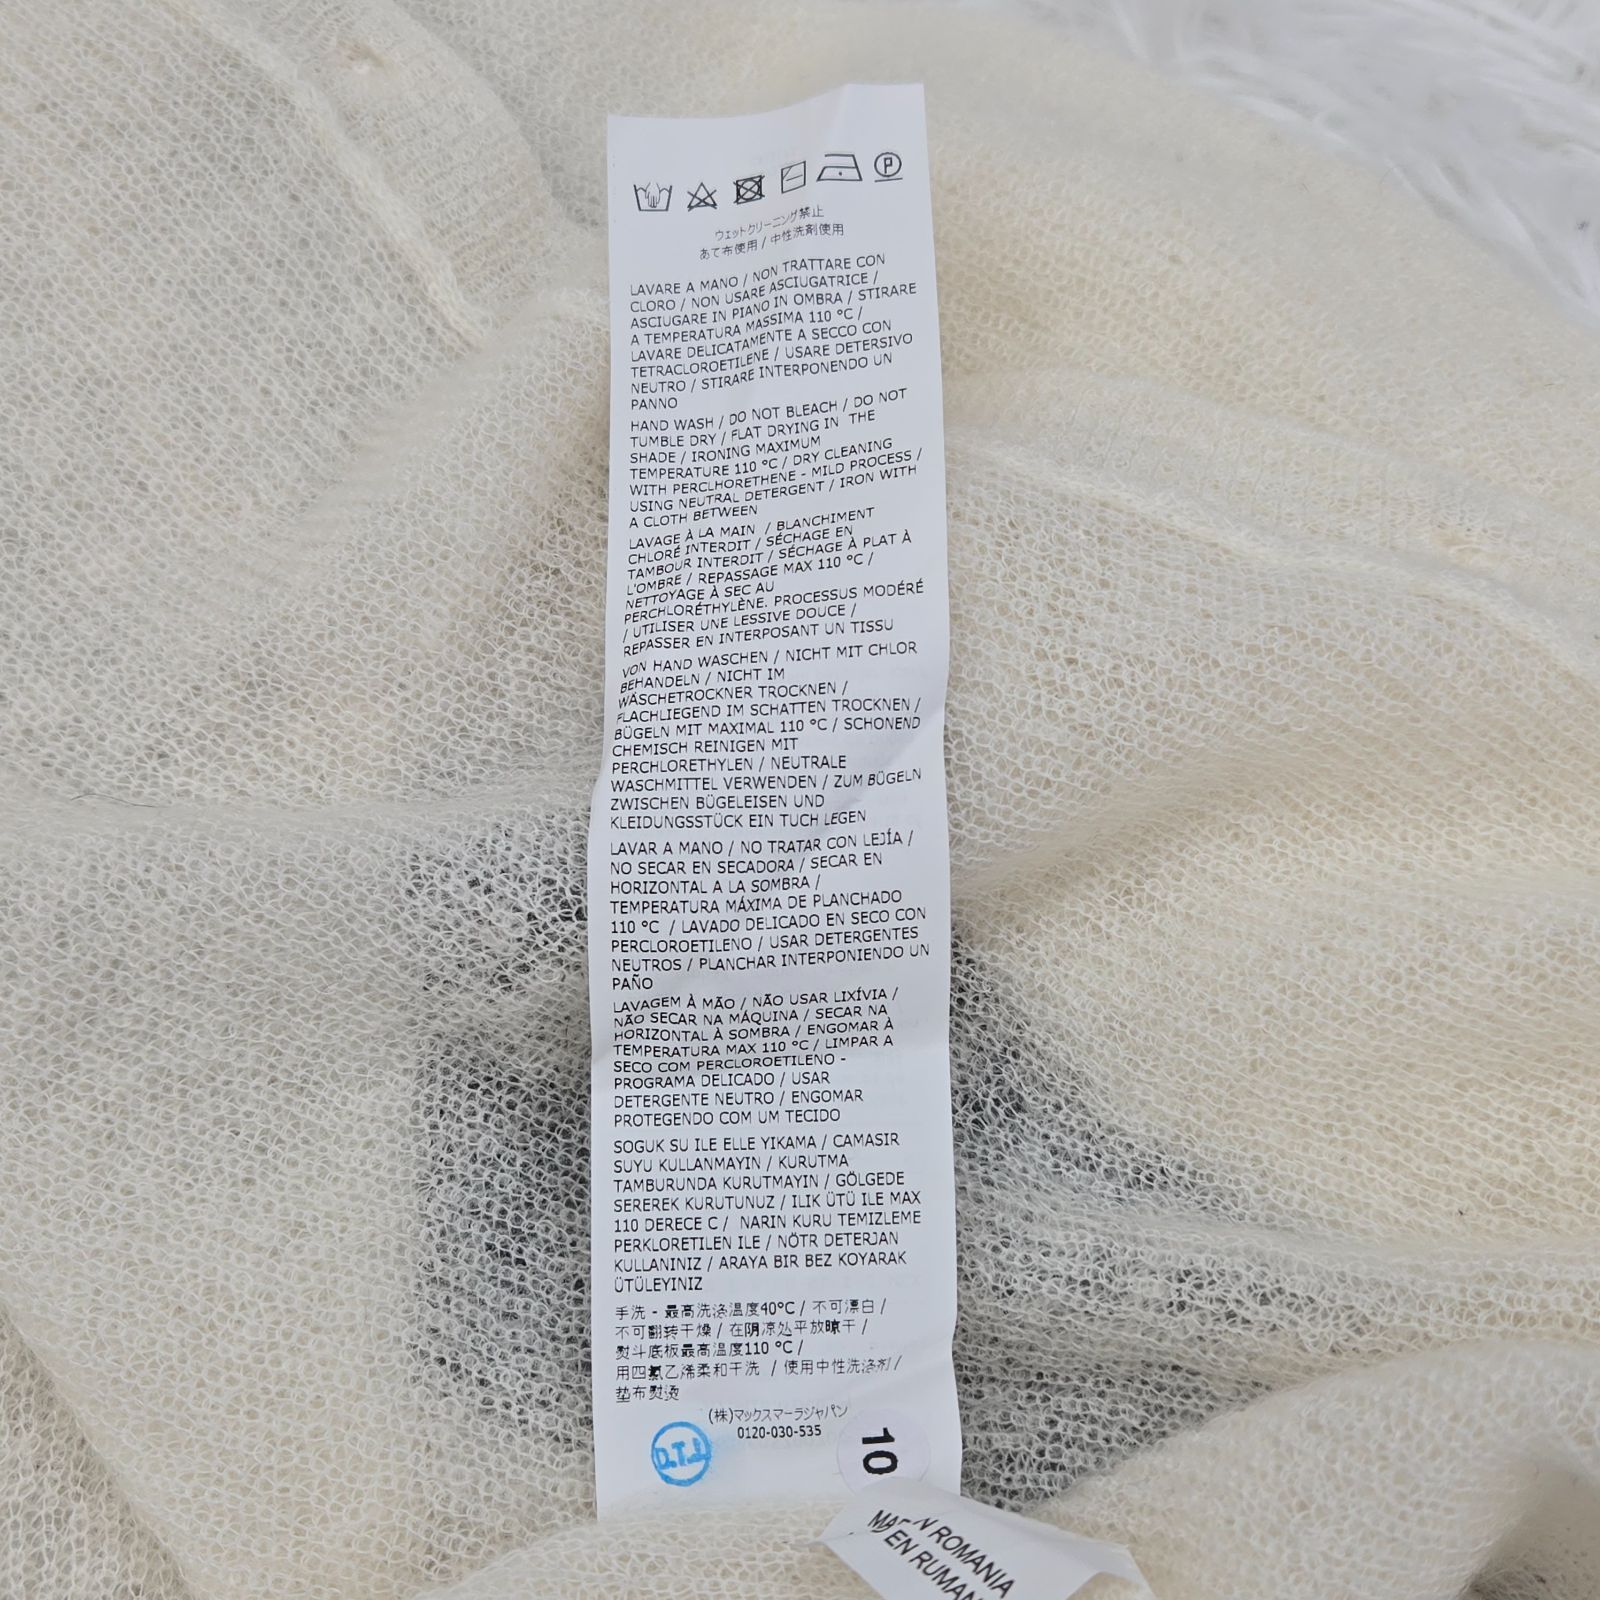 P
ウェットクリーニング禁止
あて布使用 / 中性洗剤使用
LAVARE A MANO / NON TRATTARE CON
CLORO / NON USARE ASCIUGATRICE /
ASCIUGARE IN PIANO IN OMBRA / STIRARE
A TEMPERATURA MASSIMA 110 °C /
LAVARE DELICATAMENTE A SECCO CON
TETRACLOROETILENE / USARE DETERSIVO
NEUTRO / STIRARE INTERPONENDO UN
PANNO
HAND WASH / DO NOT BLEACH / DO NOT
TUMBLE DRY / FLAT DRYING IN THE
SHADE / IRONING MAXIMUM
TEMPERATURE 110 °C / DRY CLEANING
WITH PERCLHORETHENE - MILD PROCESS /
USING NEUTRAL DETERGENT / IRON WITH
A CLOTH BETWEEN
LAVAGE À LA MAIN / BLANCHIMENT
CHLORÉ INTERDIT / SÉCHAGE EN
TAMBOUR INTERDIT / SÉCHAGE À PLAT À
L'OMBRE / REPASSAGE MAX 110 °C /
NETTOYAGE À SEC AU
PERCHLORÉTHYLÈNE. PROCESSUS MODÉRÉ
/ UTILISER UNE LESSIVE DOUCE /
REPASSER EN INTERPOSANT UN TISSU
VON HAND WASCHEN / NICHT MIT CHLOR
BEHANDELN / NICHT IM
WÄSCHETROCKNER TROCKNEN /
FLACHLIEGEND IM SCHATTEN TROCKNEN /
BÜGELN MIT MAXIMAL 110 °C / SCHONEND
CHEMISCH REINIGEN MIT
PERCHLORETHYLEN / NEUTRALE
WASCHMITTEL VERWENDEN / ZUM BÜGELN
ZWISCHEN BÜGELEISEN UND
KLEIDUNGSSTÜCK EIN TUCH LEGEN
LAVAR A MANO / NO TRATAR CON LEJÍA /
NO SECAR EN SECADORA / SECAR EN
HORIZONTAL A LA SOMBRA /
TEMPERATURA MÁXIMA DE PLANCHADO
110 °C / LAVADO DELICADO EN SECO CON
PERCLOROETILENO / USAR DETERGENTES
NEUTROS / PLANCHAR INTERPONIENDO UN
PAÑO
LAVAGEM À MÃO / NÃO USAR LIXÍVIA /
NÃO SECAR NA MÁQUINA / SECAR NA
HORIZONTAL À SOMBRA / ENGOMAR À
TEMPERATURA MAX 110 °C / LIMPAR A
SECO COM PERCLOROETILENO -
PROGRAMA DELICADO / USAR
DETERGENTE NEUTRO / ENGOMAR
PROTEGENDO COM UM TECIDO
SOGUK SU ILE ELLE YIKAMA / CAMASIR
SUYU KULLANMAYIN / KURUTMA
TAMBURUNDA KURUTMAYIN / GÖLGEDE
SEREREK KURUTUNUZ / ILIK ÜTÜ ILE MAX
110 DERECE C / NARIN KURU TEMIZLEME
PERKLORETILEN ILE / NÖTR DETERJAN
KULLANINIZ / ARAYA BIR BEZ KOYARAK
ÜTÜLEYINIZ
手洗 - 最高洗涤温度40°C / 不可漂白 /
不可翻转干燥 / 在阴凉处平放晾干 /
熨斗底板最高温度110 °C /
用四氯乙烯柔和干洗 / 使用中性洗涤剂 /
垫布熨烫
(株)マックスマーラジャパン
0120-030-535
10
ROMANIA
EN